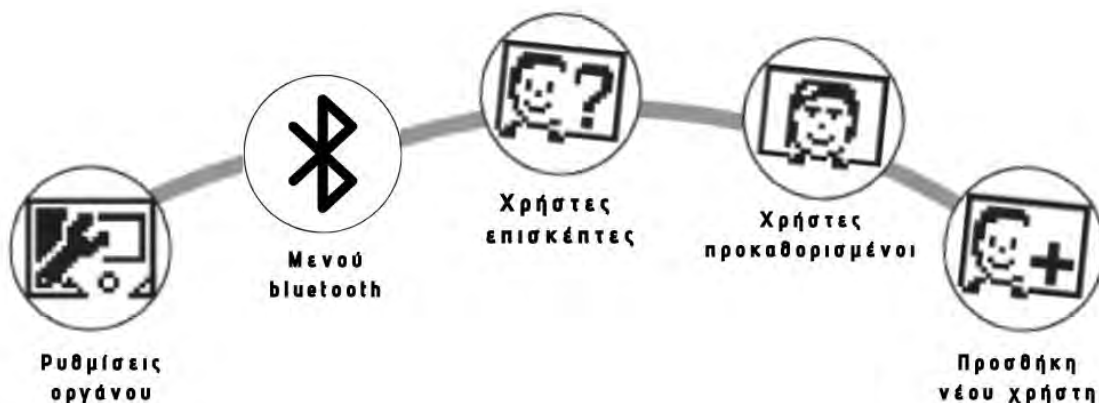 Ρυθμίσεις
οργάνου
Μενού
bluetooth
Χρήστες
επισκέπτες
Χρήστες
προκαθορισμένοι
Προσθήκη
νέου χρήστη